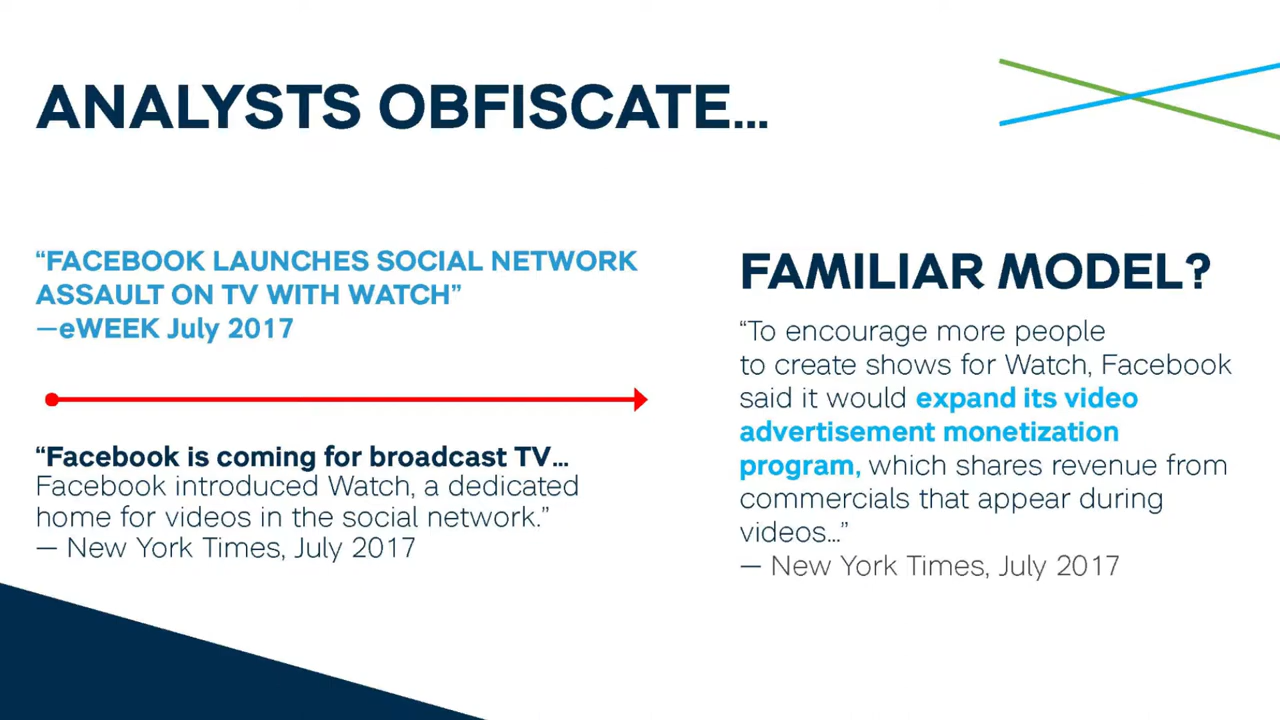 ANALYSTS OBFISCATE...
“FACEBOOK LAUNCHES SOCIAL NETWORK
ASSAULT ON TV WITH WATCH”
—eWEEK July 2017
“Facebook is coming for broadcast TV...
Facebook introduced Watch, a dedicated
home for videos in the social network.”
— New York Times, July 2017
FAMILIAR MODEL?
“To encourage more people
to create shows for Watch, Facebook
said it would expand its video
advertisement monetization
program, which shares revenue from
commercials that appear during
videos...”
— New York Times, July 2017